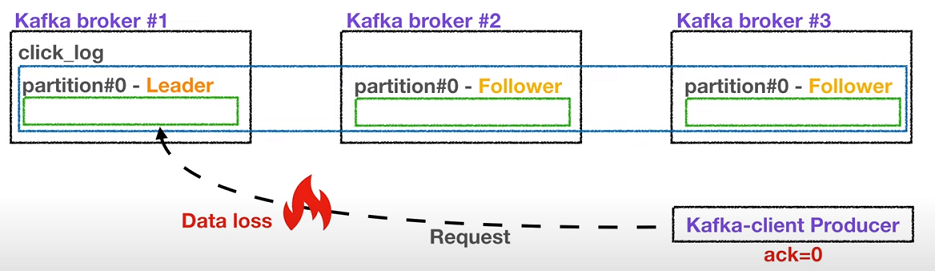 Kafka broker #1
Kafka broker #2
Kafka broker #3
click_log
partition#0 - Leader
partition#0 - Follower
partition#0 - Follower
Data loss
Request
Kafka-client Producer
ack=0